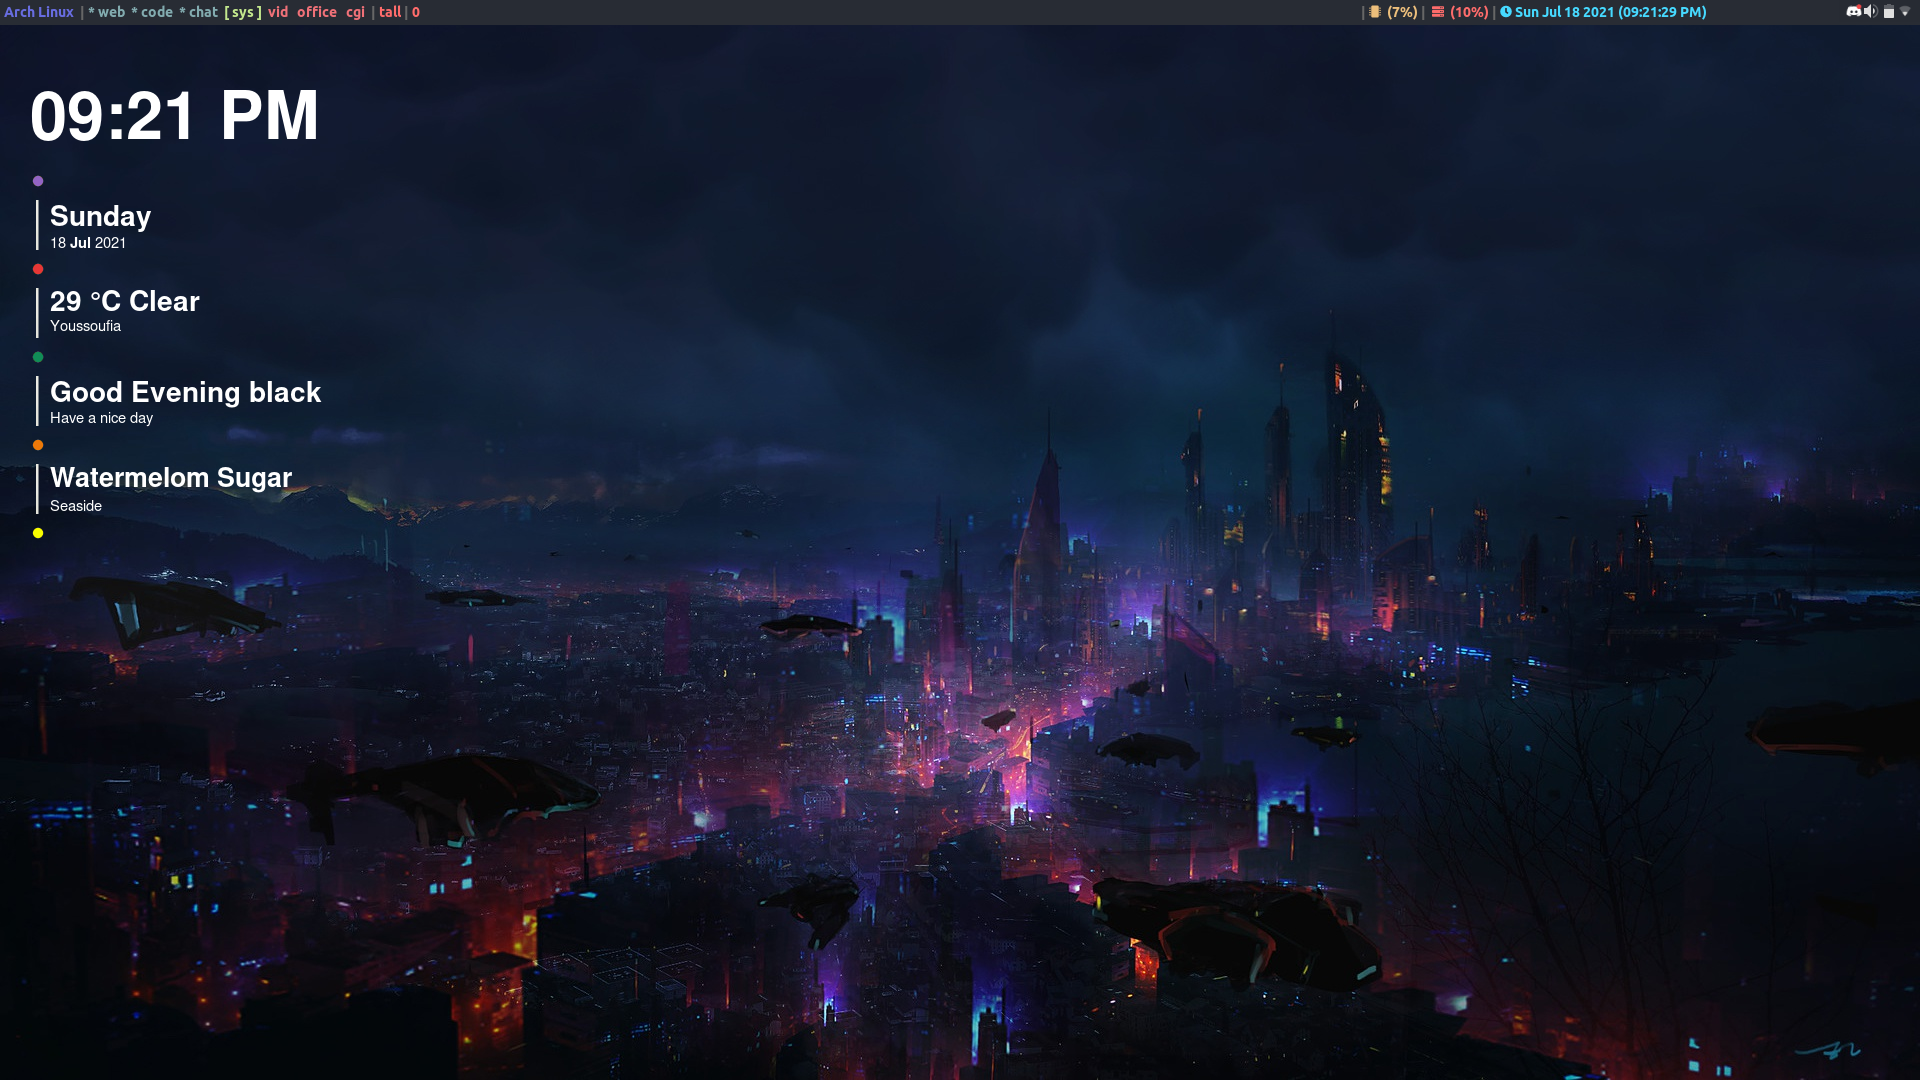 Arch Linux | * web * code * chat [ sys ] vid office cgi | tall | 0 | (7%) | (10%) | Sun Jul 18 2021 (09:21:29 PM)
09:21 PM
Sunday
18 Jul 2021
29 °C Clear
Youssoufia
Good Evening black
Have a nice day
Watermelom Sugar
Seaside